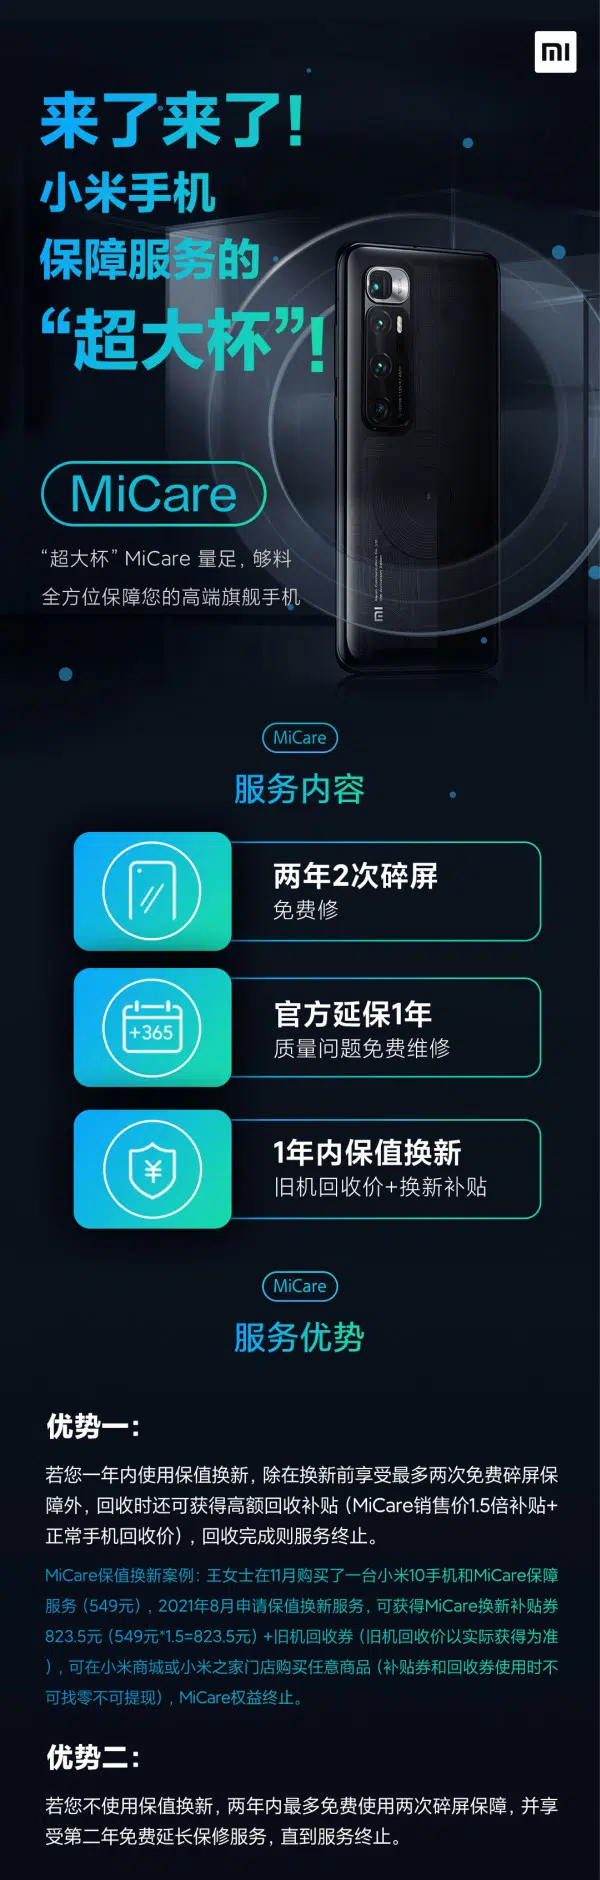 mi
来了来了!
小米手机
保障服务的
“超大杯”!
MiCare
“超大杯” MiCare 量足, 够料
全方位保障您的高端旗舰手机
mi
MiCare
服务内容
两年2次碎屏
免费修
+365
官方延保1年
质量问题免费维修
¥
1年内保值换新
旧机回收价+换新补贴
MiCare
服务优势
优势一:
若您一年内使用保值换新, 除在换新前享受最多两次免费碎屏保
障外, 回收时还可获得高额回收补贴 (MiCare销售价1.5倍补贴+
正常手机回收价) , 回收完成则服务终止。
MiCare保值换新案例: 王女士在11月购买了一台小米10手机和MiCare保障
服务 (549元) , 2021年8月申请保值换新服务, 可获得MiCare换新补贴券
823.5元 (549元*1.5=823.5元) +旧机回收券 (旧机回收价以实际获得为准
) , 可在小米商城或小米之家门店购买任意商品 (补贴券和回收券使用时不
可找零不可提现) , MiCare权益终止。
优势二:
若您不使用保值换新, 两年内最多免费使用两次碎屏保障, 并享
受第二年免费延长保修服务, 直到服务终止。